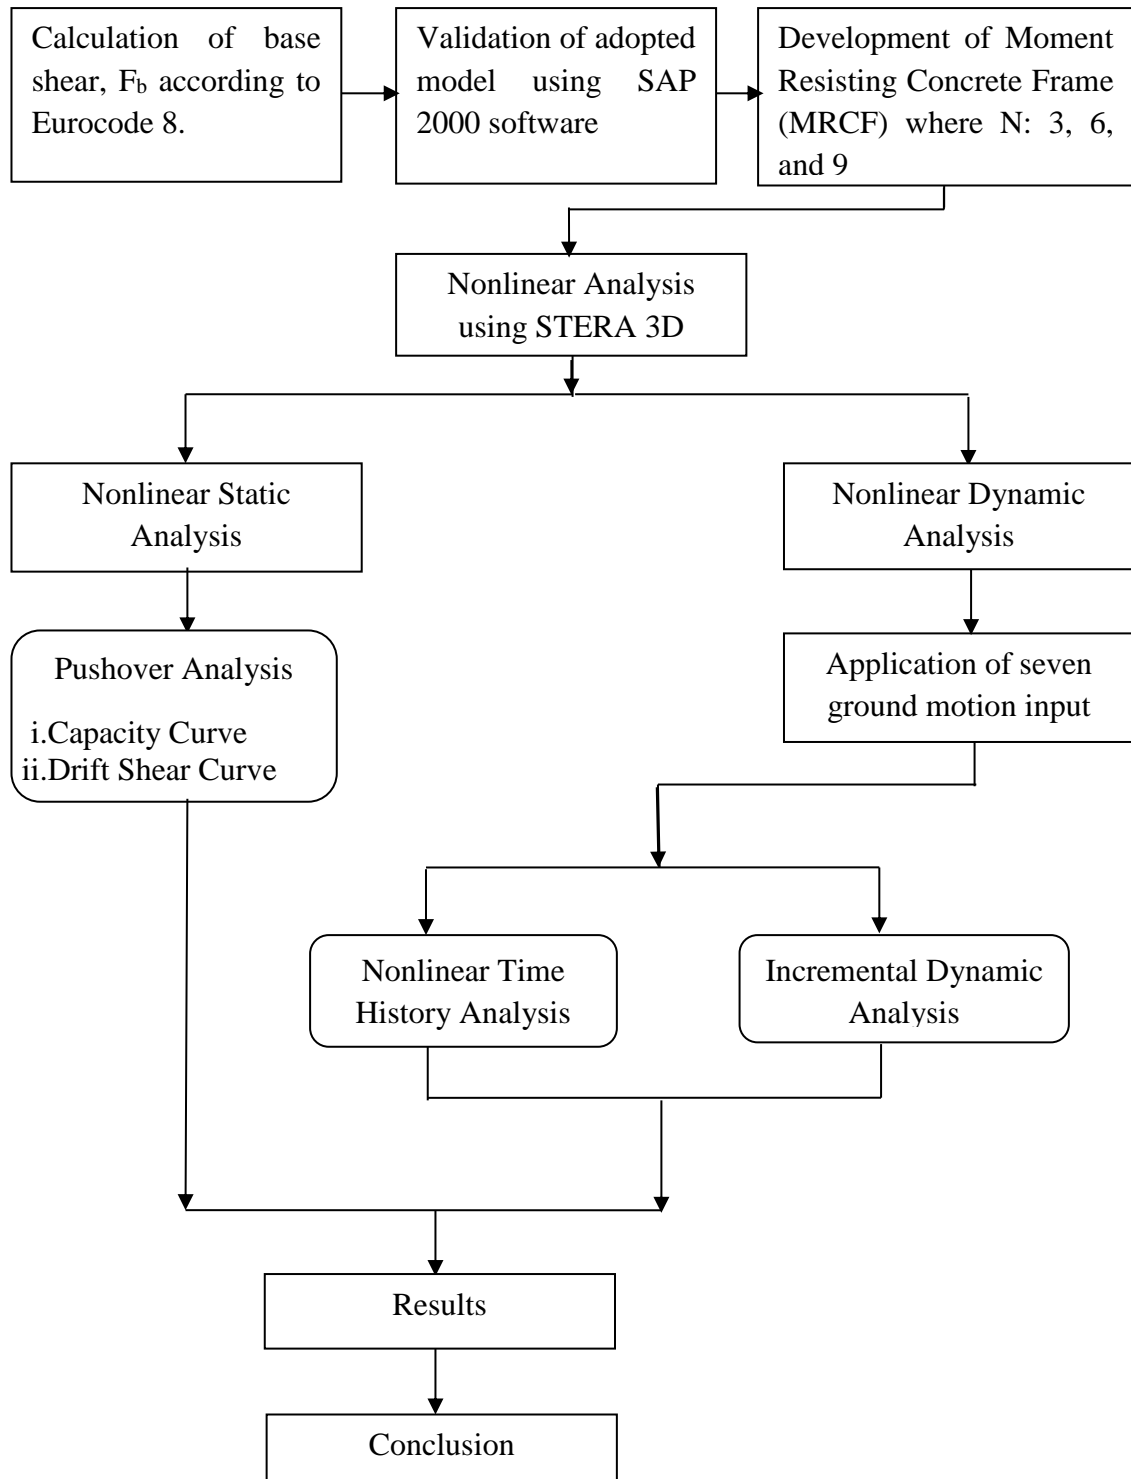 Calculation of base
shear, Fb according to
Eurocode 8.
Validation of adopted
model using SAP
2000 software
Development of Moment
Resisting Concrete Frame
(MRCF) where N: 3, 6,
and 9
Nonlinear Analysis
using STERA 3D
Nonlinear Static
Analysis
Nonlinear Dynamic
Analysis
Pushover Analysis
i.Capacity Curve
ii.Drift Shear Curve
Application of seven
ground motion input
Nonlinear Time
History Analysis
Incremental Dynamic
Analysis
Results
Conclusion